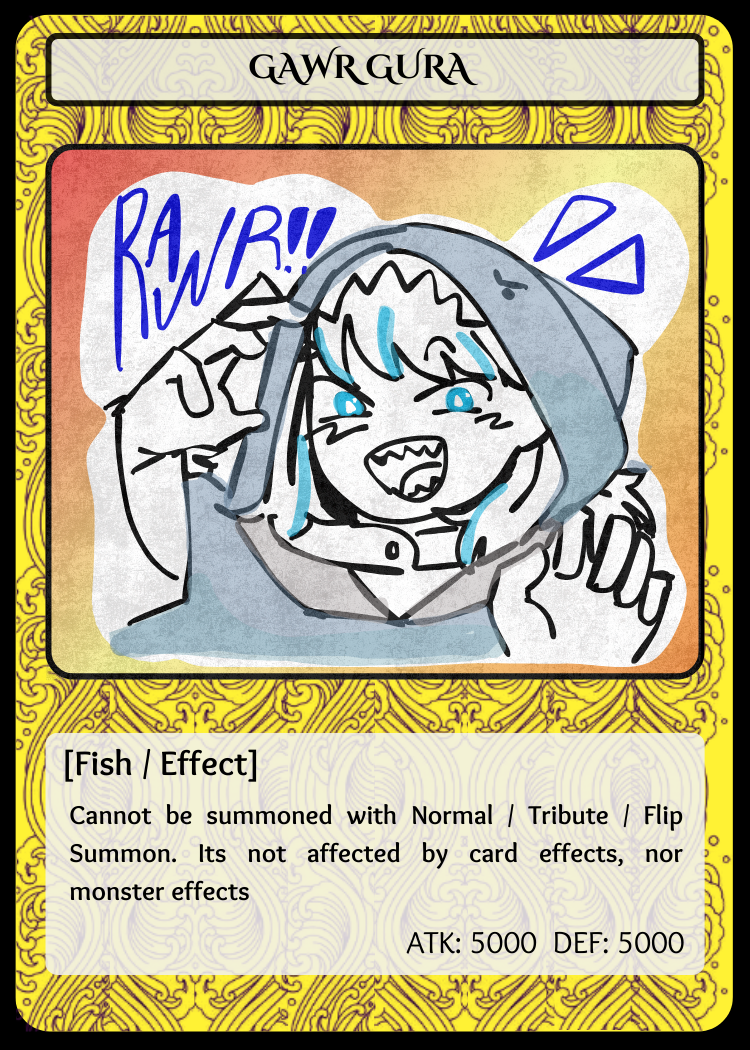 GAWR GURA
RAWR!!
[Fish / Effect]
Cannot be summoned with Normal / Tribute / Flip
Summon. Its not affected by card effects, nor
monster effects
ATK: 5000 DEF: 5000